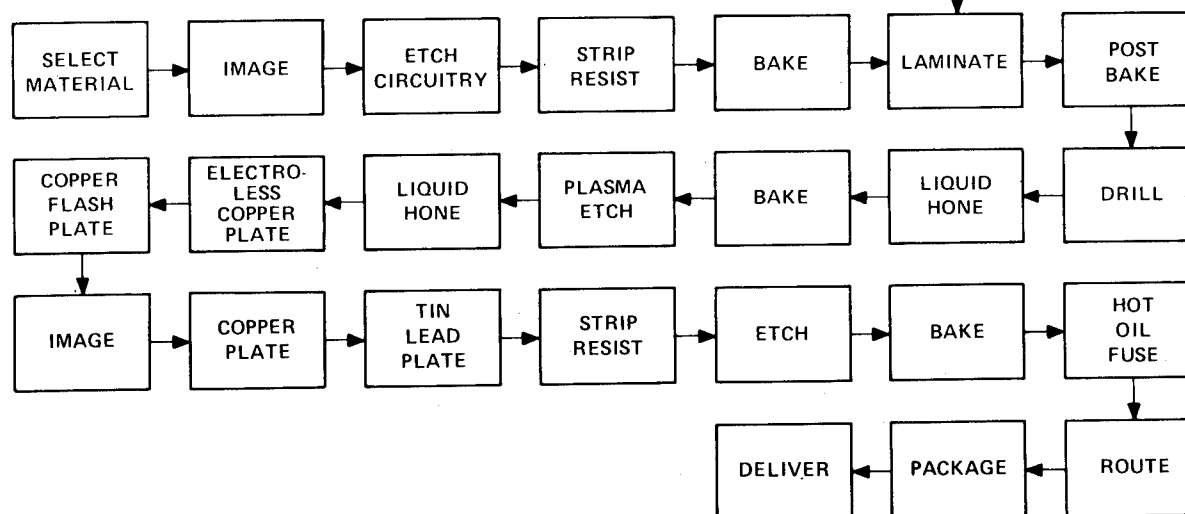 SELECT
MATERIAL
IMAGE
ETCH
CIRCUITRY
STRIP
RESIST
BAKE
LAMINATE
POST
BAKE
DRILL
LIQUID
HONE
BAKE
PLASMA
ETCH
LIQUID
HONE
ELECTRO-
LESS
COPPER
PLATE
COPPER
FLASH
PLATE
IMAGE
COPPER
PLATE
TIN
LEAD
PLATE
STRIP
RESIST
ETCH
BAKE
HOT
OIL
FUSE
ROUTE
PACKAGE
DELIVER